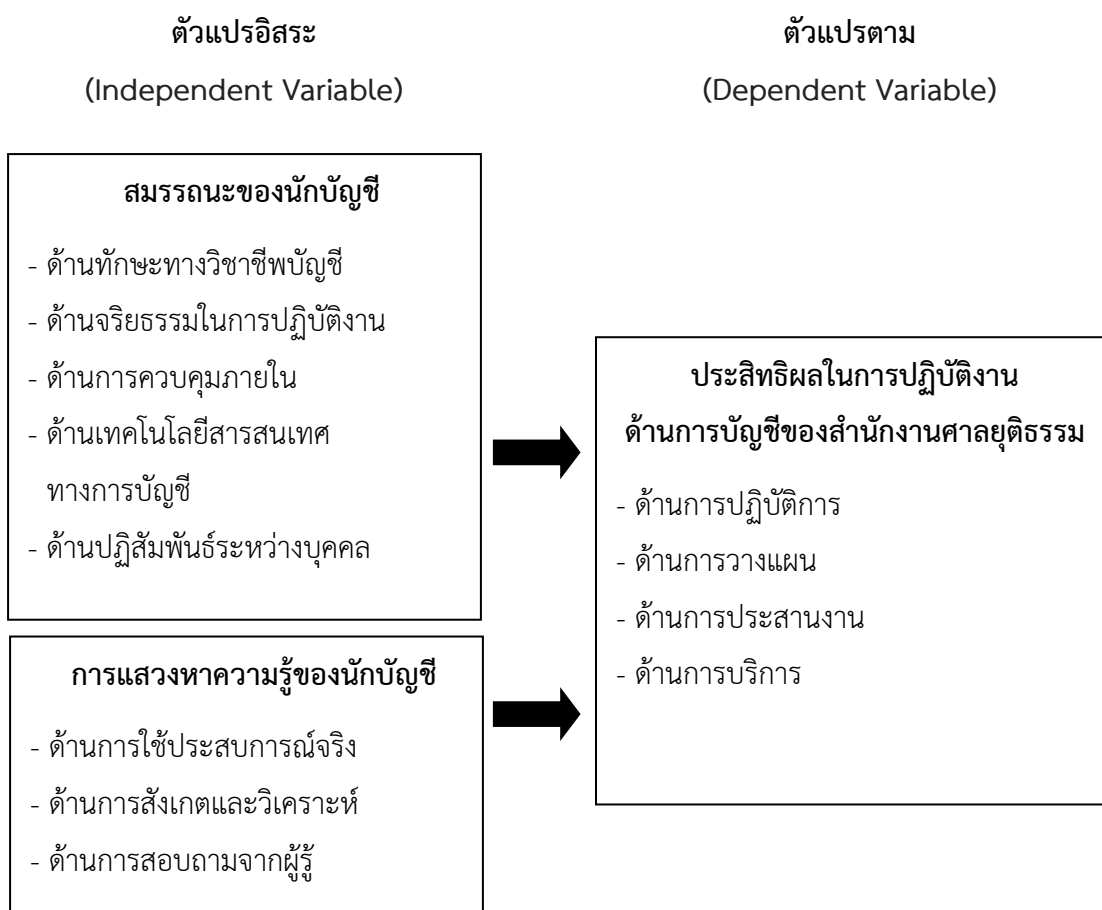 ตัวแปรอิสระ
(Independent Variable)
ตัวแปรตาม
(Dependent Variable)
สมรรถนะของนักบัญชี
- ด้านทักษะทางวิชาชีพบัญชี
- ด้านจริยธรรมในการปฏิบัติงาน
- ด้านการควบคุมภายใน
- ด้านเทคโนโลยีสารสนเทศ
ทางการบัญชี
- ด้านปฏิสัมพันธ์ระหว่างบุคคล
การแสวงหาความรู้ของนักบัญชี
- ด้านการใช้ประสบการณ์จริง
- ด้านการสังเกตและวิเคราะห์
- ด้านการสอบถามจากผู้รู้
ประสิทธิผลในการปฏิบัติงาน
ด้านการบัญชีของสำนักงานศาลยุติธรรม
- ด้านการปฏิบัติการ
- ด้านการวางแผน
- ด้านการประสานงาน
- ด้านการบริการ